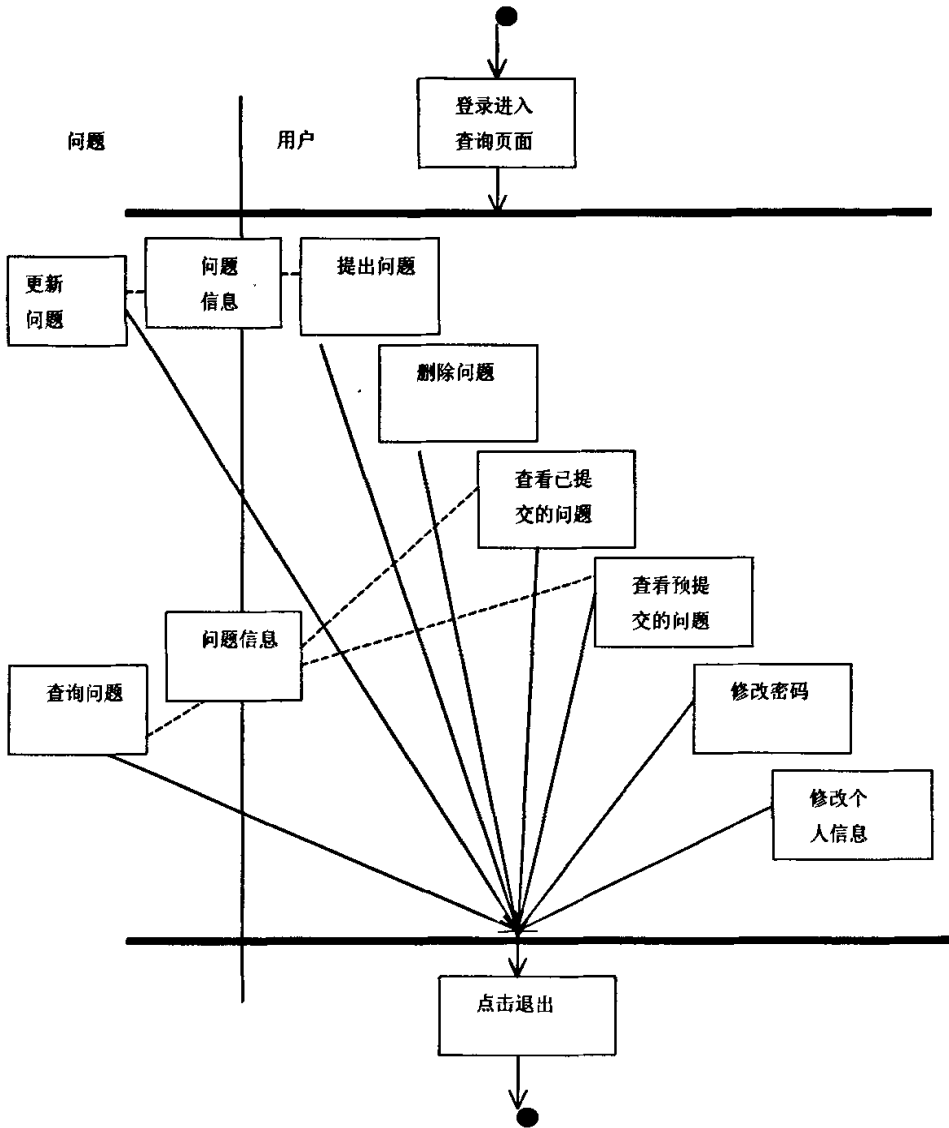 登录进入
查询页面
问题
用户
问题
信息
提出问题
更新
问题
删除问题
查看已提
交的问题
查看预提
交的问题
问题信息
查询问题
修改密码
修改个
人信息
点击退出